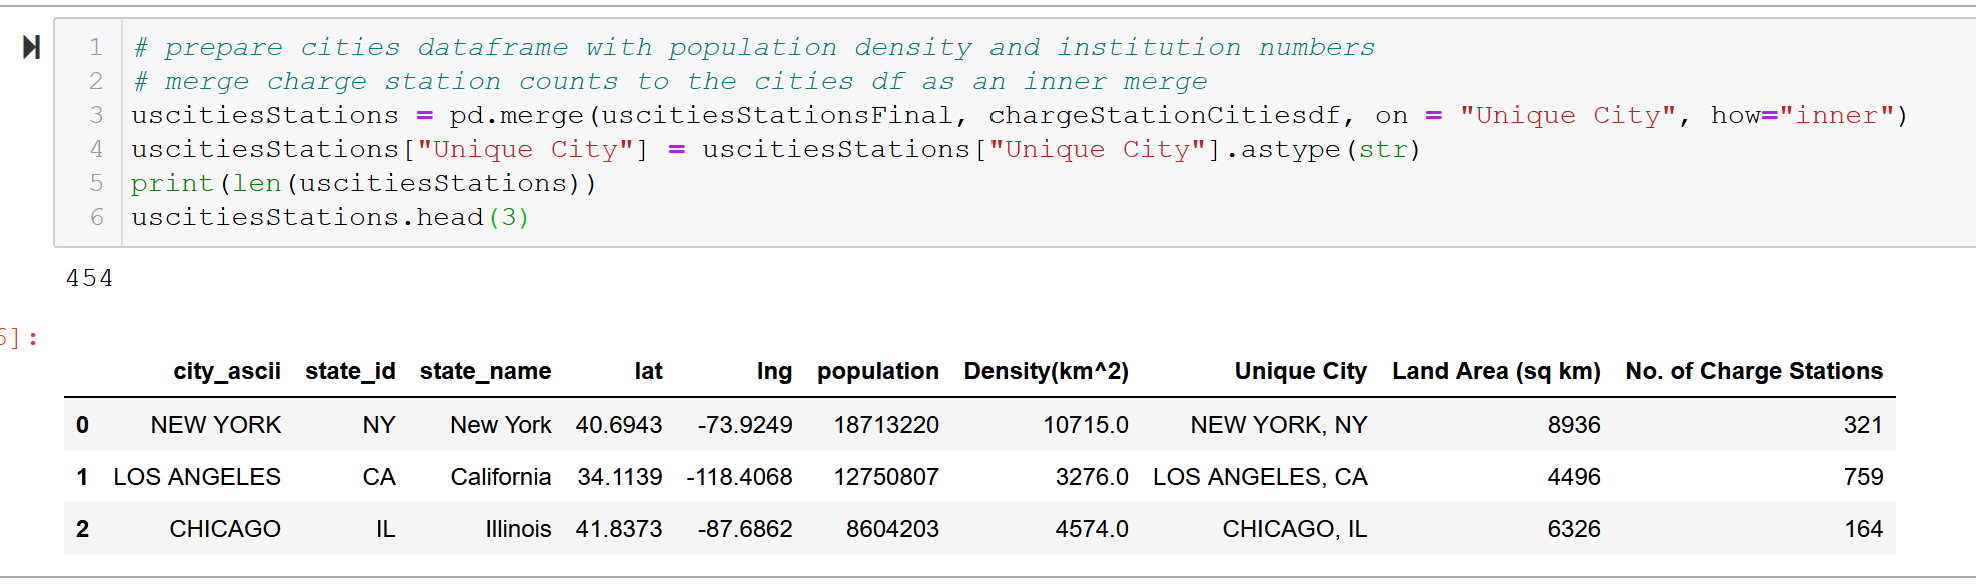 1 # prepare cities dataframe with population density and institution numbers
2 # merge charge station counts to the cities df as an inner merge
3 uscitiesStations = pd.merge(uscitiesStationsFinal, chargeStationCitiesdf, on = "Unique City", how="inner")
4 uscitiesStations["Unique City"] = uscitiesStations["Unique City"].astype(str)
5 print(len(uscitiesStations))
6 uscitiesStations.head(3)
454
]:
city_ascii state_id state_name lat lng population Density(km^2) Unique City Land Area (sq km) No. of Charge Stations
0 NEW YORK NY New York 40.6943 -73.9249 18713220 10715.0 NEW YORK, NY 8936 321
1 LOS ANGELES CA California 34.1139 -118.4068 12750807 3276.0 LOS ANGELES, CA 4496 759
2 CHICAGO IL Illinois 41.8373 -87.6862 8604203 4574.0 CHICAGO, IL 6326 164